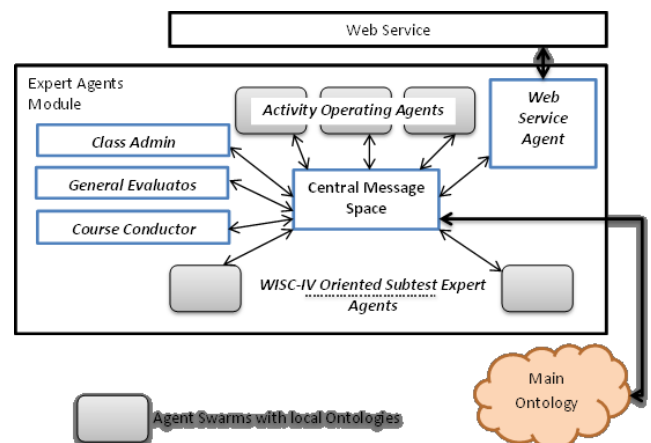 Web Service
Expert Agents
Module
Activity Operating Agents
Web
Service
Agent
Class Admin
General Evaluatos
Course Conductor
Central Message
Space
WISC-IV Oriented Subtest Expert
Agents
Main
Ontology
Agent Swarms with local Ontologies